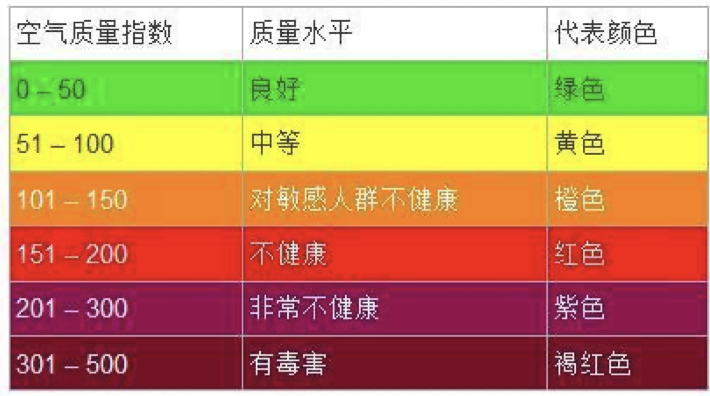 空气质量指数 质量水平 代表颜色
0 – 50 良好 绿色
51 – 100 中等 黄色
101 – 150 对敏感人群不健康 橙色
151 – 200 不健康 红色
201 – 300 非常不健康 紫色
301 – 500 有毒害 褐红色